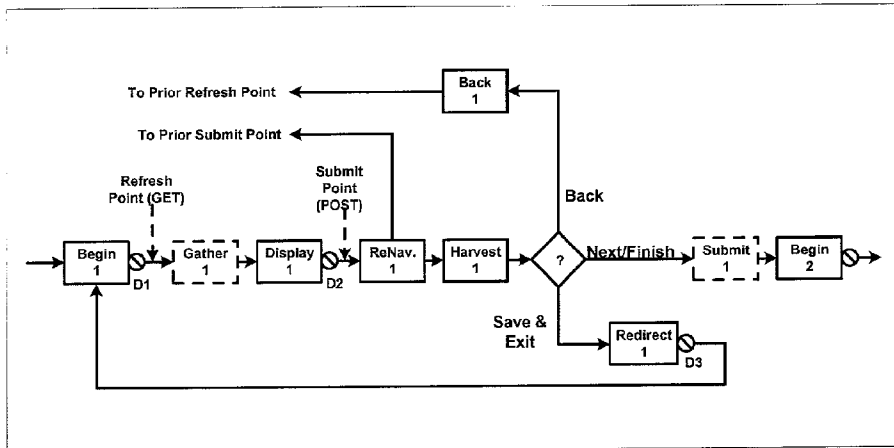 Back
1
To Prior Refresh Point
To Prior Submit Point
Refresh
Point (GET)
Submit
Point
(POST)
Back
Begin
1
D1
Gather
1
Display
1
D2
ReNav.
1
Harvest
1
?
Next/Finish
Submit
1
Begin
2
Save &
Exit
Redirect
1
D3